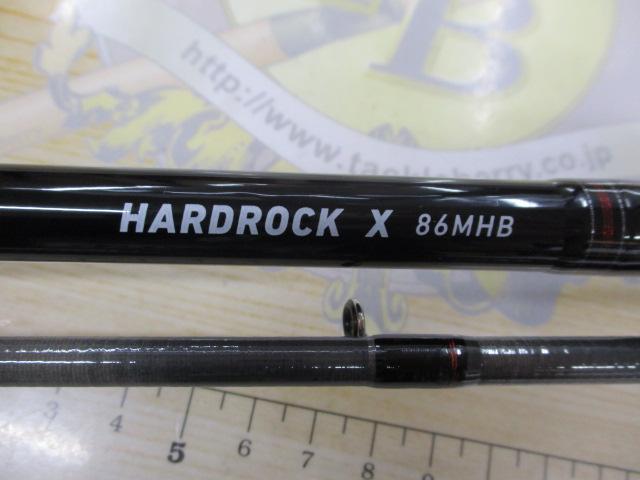 B
http://
www.tackleberry.co.jp
HARDROCK X 86MHB
3 4 5 6 7 8 9